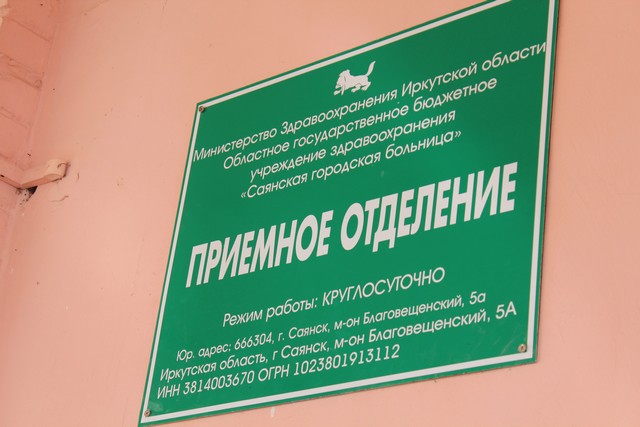 Министерство Здравоохранения Иркутской области
Областное государственное бюджетное
учреждение здравоохранения
«Саянская городская больница»
ПРИЕМНОЕ ОТДЕЛЕНИЕ
Режим работы: КРУГЛОСУТОЧНО
Юр. адрес: 666304, г. Саянск, м-он Благовещенский, 5а
Иркутская область, г Саянск, м-он Благовещенский, 5А
ИНН 3814003670 ОГРН 1023801913112